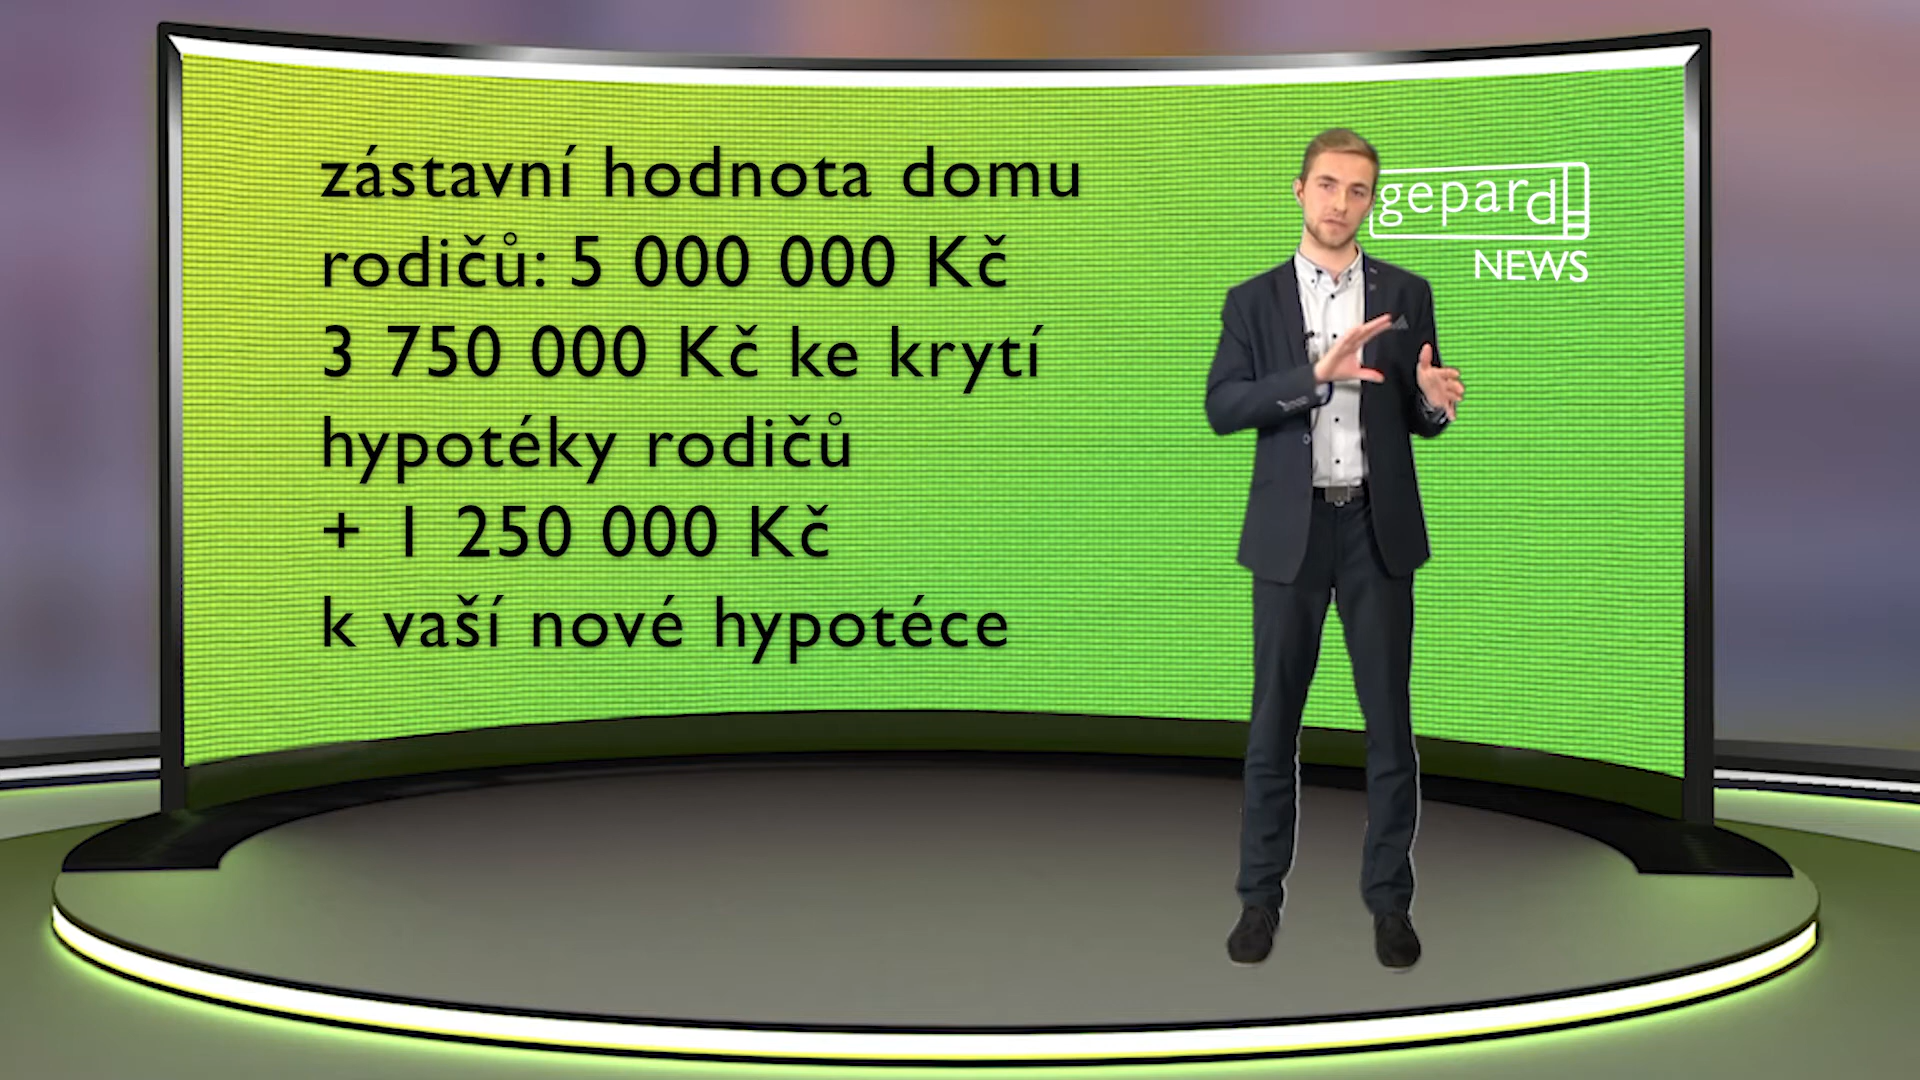 zástavní hodnota domu
rodičů: 5 000 000 Kč
3 750 000 Kč ke krytí
hypotéky rodičů
+ 1 250 000 Kč
k vaší nové hypotéce
gepard
NEWS